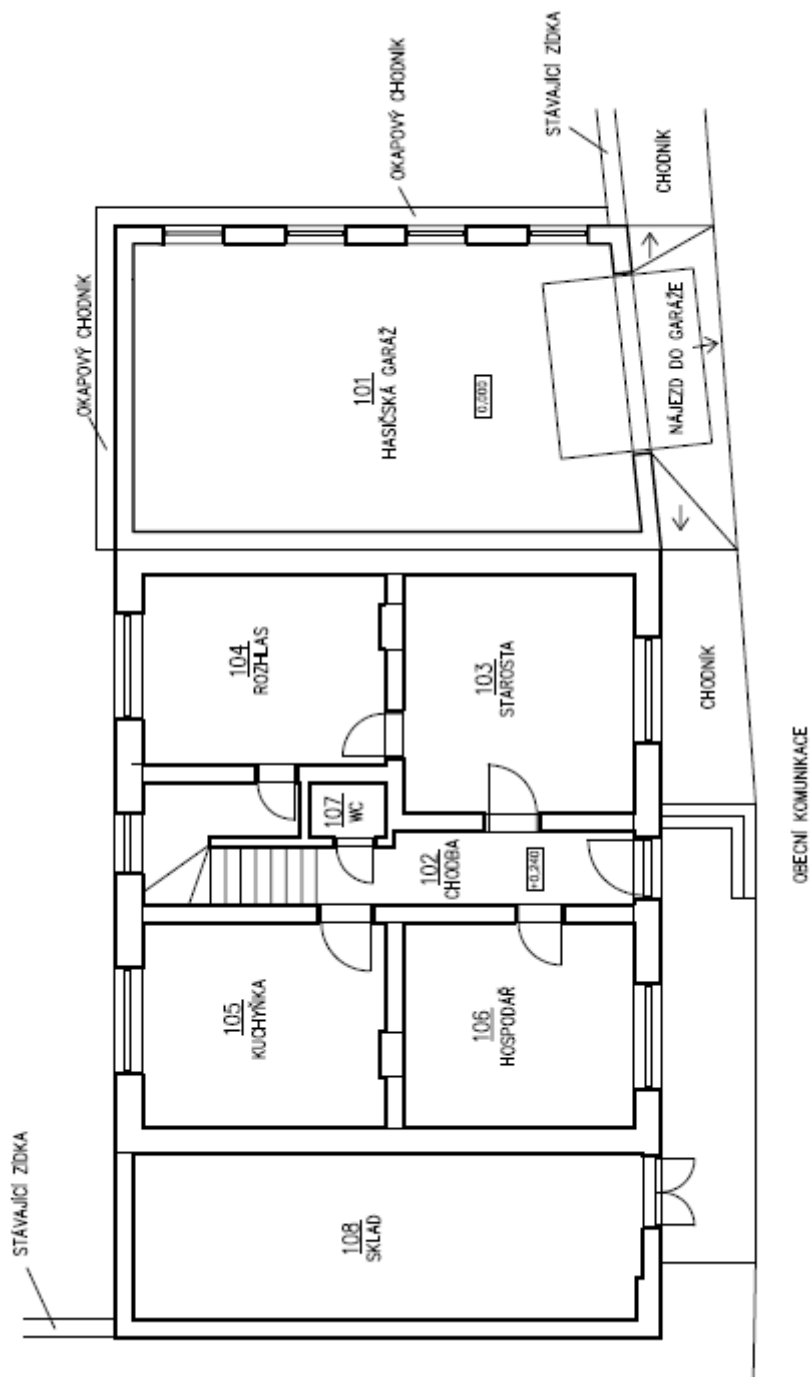 STÁVAJÍCÍ ZÍDKA
OKAPOVÝ CHODNÍK
OKAPOVÝ CHODNÍK
STÁVAJÍCÍ ZÍDKA
105
KUCHYŇKA
104
ROZHLAS
107
WC
101
HASIČSKÁ GARÁŽ
0,000
108
SKLAD
106
HOSPODÁŘ
102
CHODBA
+0,240
103
STAROSTA
NÁJEZD DO GARÁŽE
CHODNÍK
CHODNÍK
OBECNÍ KOMUNIKACE